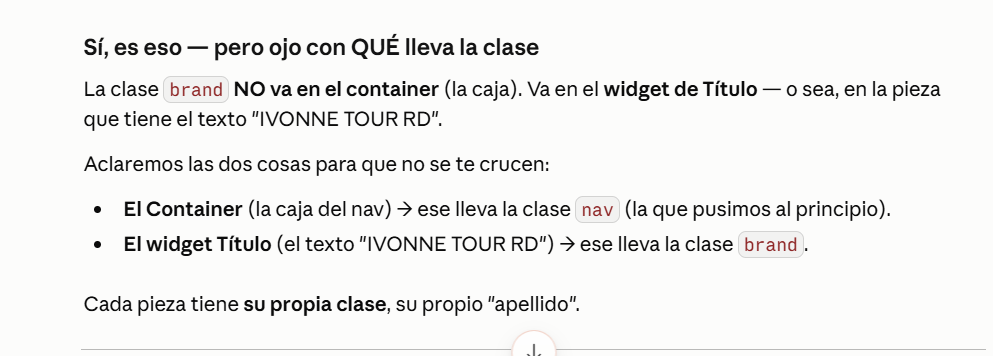 Sí, es eso — pero ojo con QUÉ lleva la clase
La clase brand NO va en el container (la caja). Va en el widget de Título — o sea, en la pieza
que tiene el texto "IVONNE TOUR RD".
Aclaremos las dos cosas para que no se te crucen:
• El Container (la caja del nav) → ese lleva la clase nav (la que pusimos al principio).
• El widget Título (el texto "IVONNE TOUR RD") → ese lleva la clase brand.
Cada pieza tiene su propia clase, su propio "apellido".